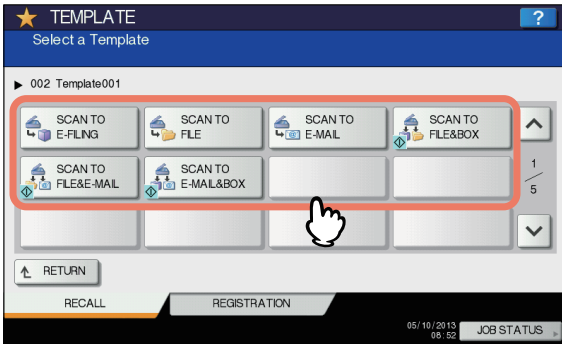 TEMPLATE
?
Select a Template
002 Template001
SCAN TO
E-FILING
SCAN TO
FILE
SCAN TO
E-MAIL
SCAN TO
FILE&BOX
SCAN TO
FILE&E-MAIL
SCAN TO
E-MAIL&BOX
1
5
RETURN
RECALL
REGISTRATION
05/10/2013
06:52
JOB STATUS